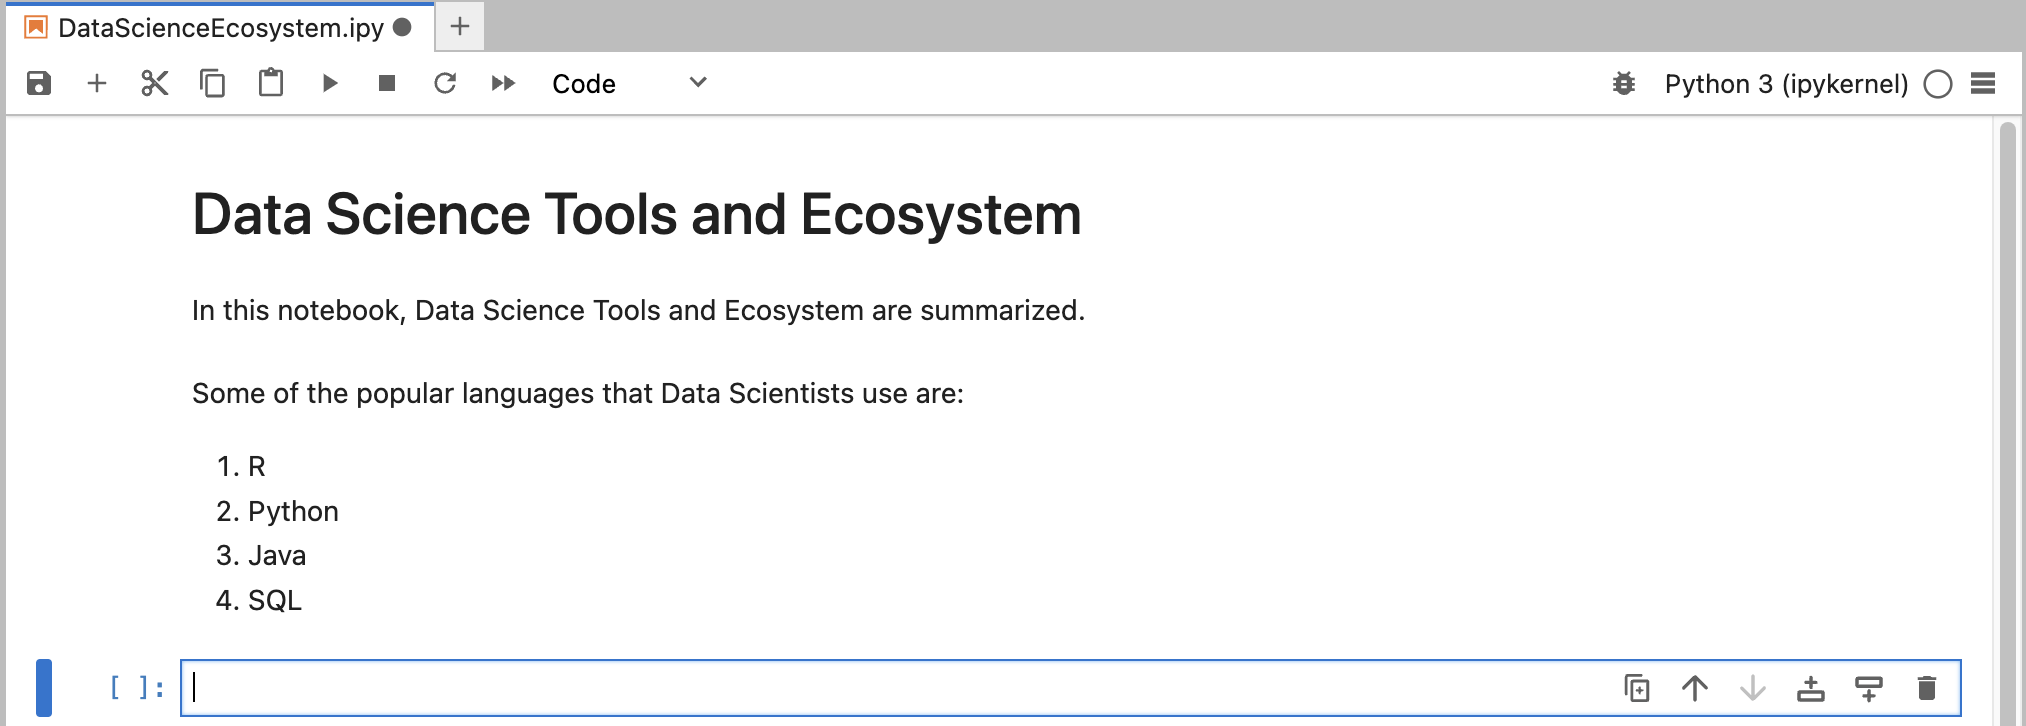 DataScienceEcosystem.ipy
Code
Python 3 (ipykernel)
Data Science Tools and Ecosystem
In this notebook, Data Science Tools and Ecosystem are summarized.
Some of the popular languages that Data Scientists use are:
1. R
2. Python
3. Java
4. SQL
[ ]: